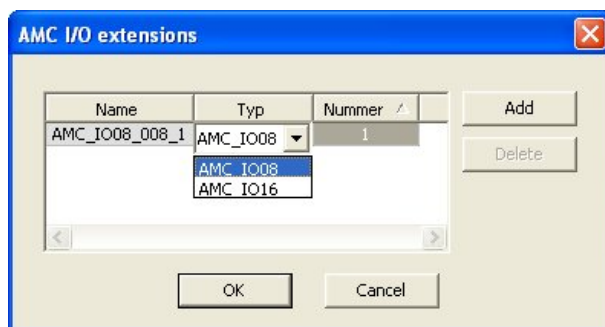 AMC I/O extensions
Name Typ Nummer
AMC_IO08_008_1 AMC_IO08 1
AMC_IO08
AMC_IO16
Add
Delete
OK Cancel